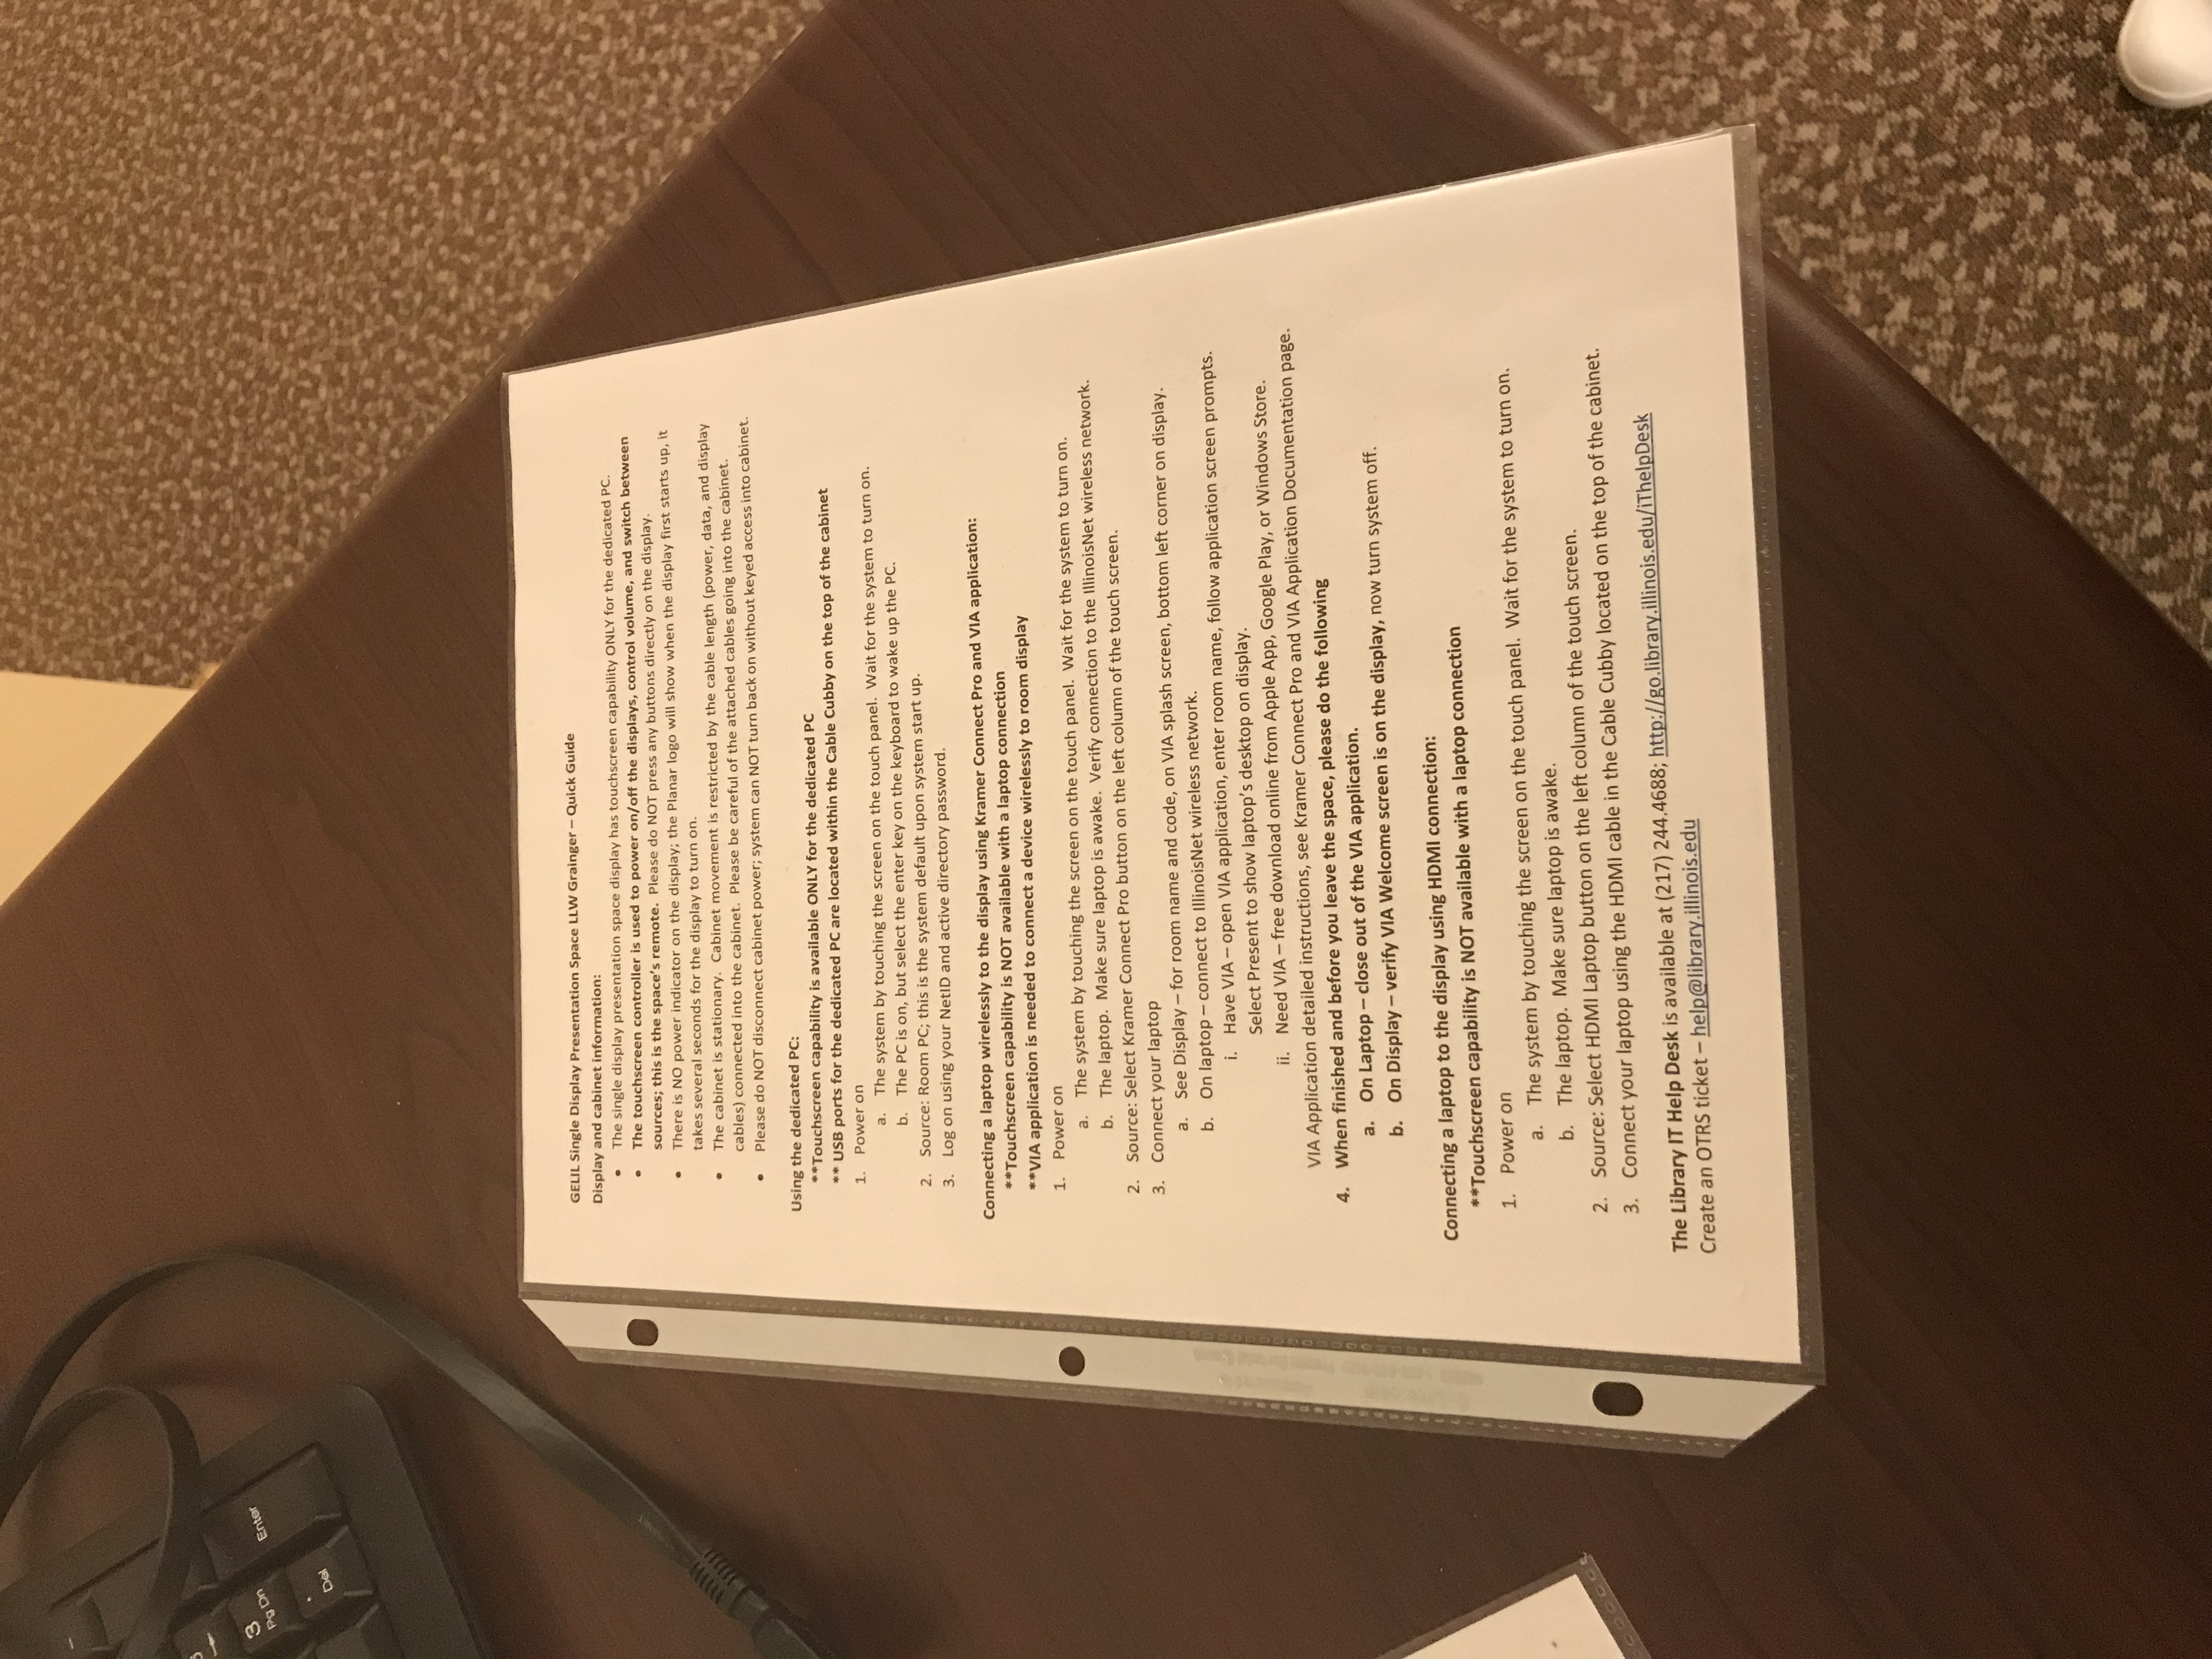 -
6
3
Pg Dn
Enter
.
Del
GELIL Single Display Presentation Space LLW Grainger – Quick Guide
Display and cabinet information:
• The single display presentation space display has touchscreen capability ONLY for the dedicated PC.
• The touchscreen controller is used to power on/off the displays, control volume, and switch between
sources; this is the space's remote. Please do NOT press any buttons directly on the display.
• There is NO power indicator on the display; the Planar logo will show when the display first starts up, it
takes several seconds for the display to turn on.
• The cabinet is stationary. Cabinet movement is restricted by the cable length (power, data, and display
cables) connected into the cabinet. Please be careful of the attached cables going into the cabinet.
• Please do NOT disconnect cabinet power; system can NOT turn back on without keyed access into cabinet.
Using the dedicated PC:
**Touchscreen capability is available ONLY for the dedicated PC
** USB ports for the dedicated PC are located within the Cable Cubby on the top of the cabinet
1. Power on
a. The system by touching the screen on the touch panel. Wait for the system to turn on.
b. The PC is on, but select the enter key on the keyboard to wake up the PC.
2. Source: Room PC; this is the system default upon system start up.
3. Log on using your NetID and active directory password.
Connecting a laptop wirelessly to the display using Kramer Connect Pro and VIA application:
**Touchscreen capability is NOT available with a laptop connection
**VIA application is needed to connect a device wirelessly to room display
1. Power on
a. The system by touching the screen on the touch panel. Wait for the system to turn on.
b. The laptop. Make sure laptop is awake. Verify connection to the IllinoisNet wireless network.
2. Source: Select Kramer Connect Pro button on the left column of the touch screen.
3. Connect your laptop
a. See Display – for room name and code, on VIA splash screen, bottom left corner on display.
b. On laptop – connect to IllinoisNet wireless network.
i. Have VIA – open VIA application, enter room name, follow application screen prompts.
Select Present to show laptop's desktop on display.
ii. Need VIA – free download online from Apple App, Google Play, or Windows Store.
VIA Application detailed instructions, see Kramer Connect Pro and VIA Application Documentation page.
4. When finished and before you leave the space, please do the following
a. On Laptop – close out of the VIA application.
b. On Display – verify VIA Welcome screen is on the display, now turn system off.
Connecting a laptop to the display using HDMI connection:
**Touchscreen capability is NOT available with a laptop connection
1. Power on
a. The system by touching the screen on the touch panel. Wait for the system to turn on.
b. The laptop. Make sure laptop is awake.
2. Source: Select HDMI Laptop button on the left column of the touch screen.
3. Connect your laptop using the HDMI cable in the Cable Cubby located on the top of the cabinet.
The Library IT Help Desk is available at (217) 244.4688; http://go.library.illinois.edu/iThelpDesk
Create an OTRS ticket – help@library.illinois.edu